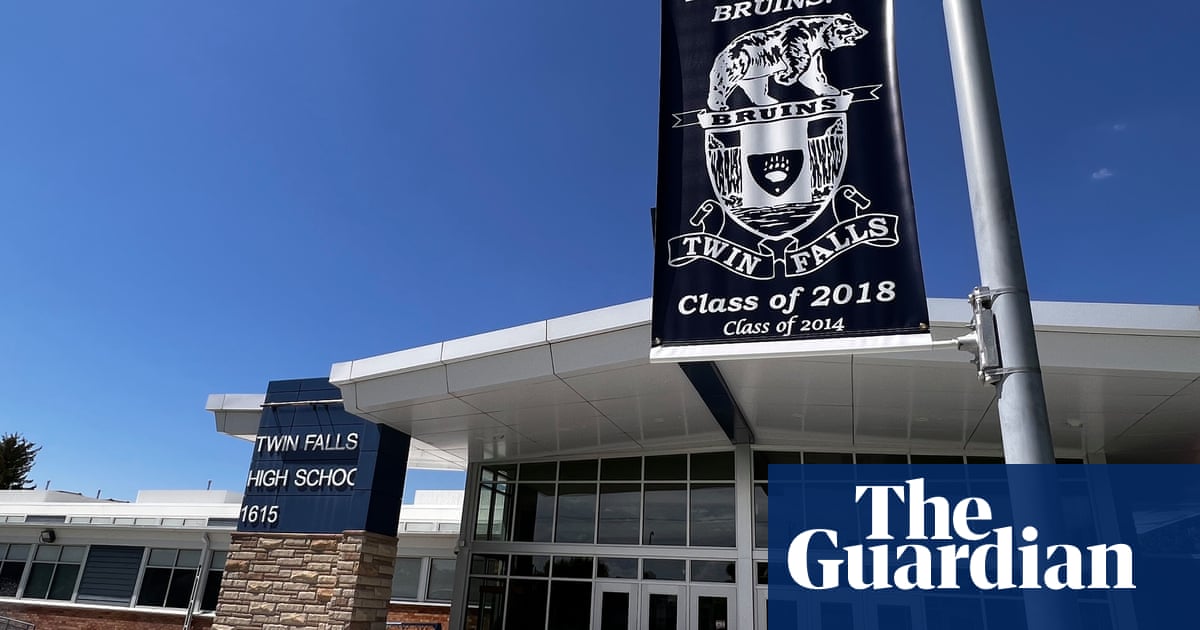 BRUINS.
BRUINS
TWIN FALLS
Class of 2018
Class of 2014
TWIN FALLS
HIGH SCHOO
1615
The
Guardian